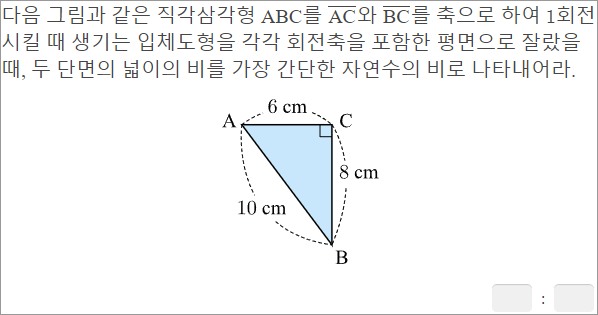 다음 그림과 같은 직각삼각형 ABC를 AC와 BC를 축으로 하여 1회전
시킬 때 생기는 입체도형을 각각 회전축을 포함한 평면으로 잘랐을
때, 두 단면의 넓이의 비를 가장 간단한 자연수의 비로 나타내어라.
6 cm
A
C
8 cm
10 cm
B
: